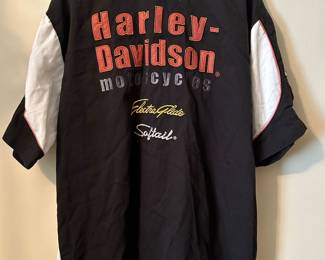 Harley-
Davidson®
motorcycles
Electra Glide
Softail®